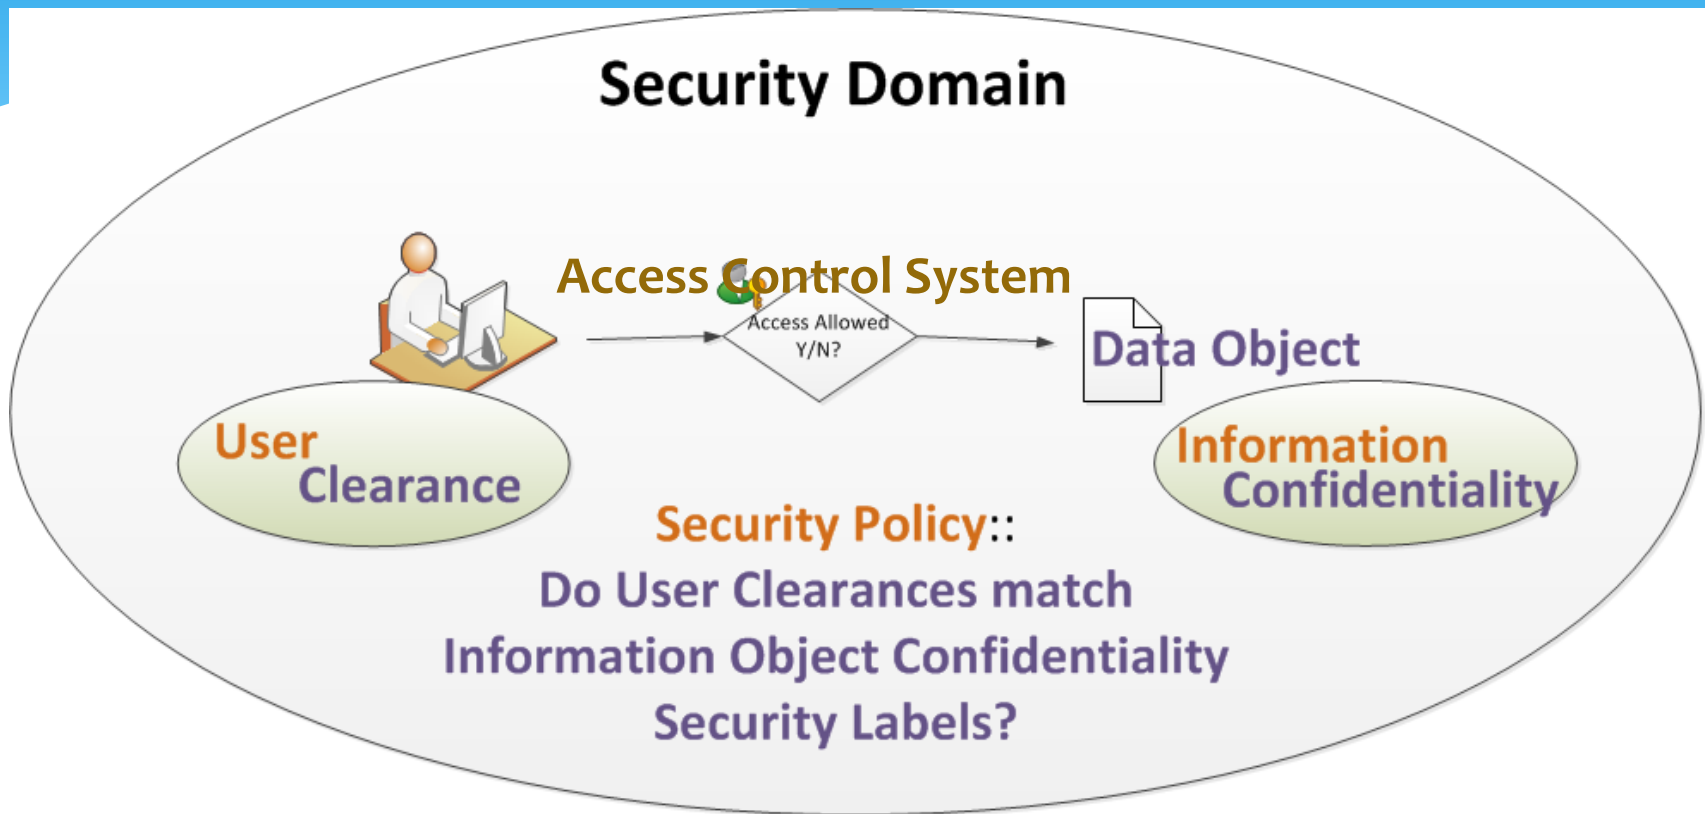 Security Domain
Access Control System
Access Allowed
Y/N?
Data Object
User
Clearance
Information
Confidentiality
Security Policy::
Do User Clearances match
Information Object Confidentiality
Security Labels?